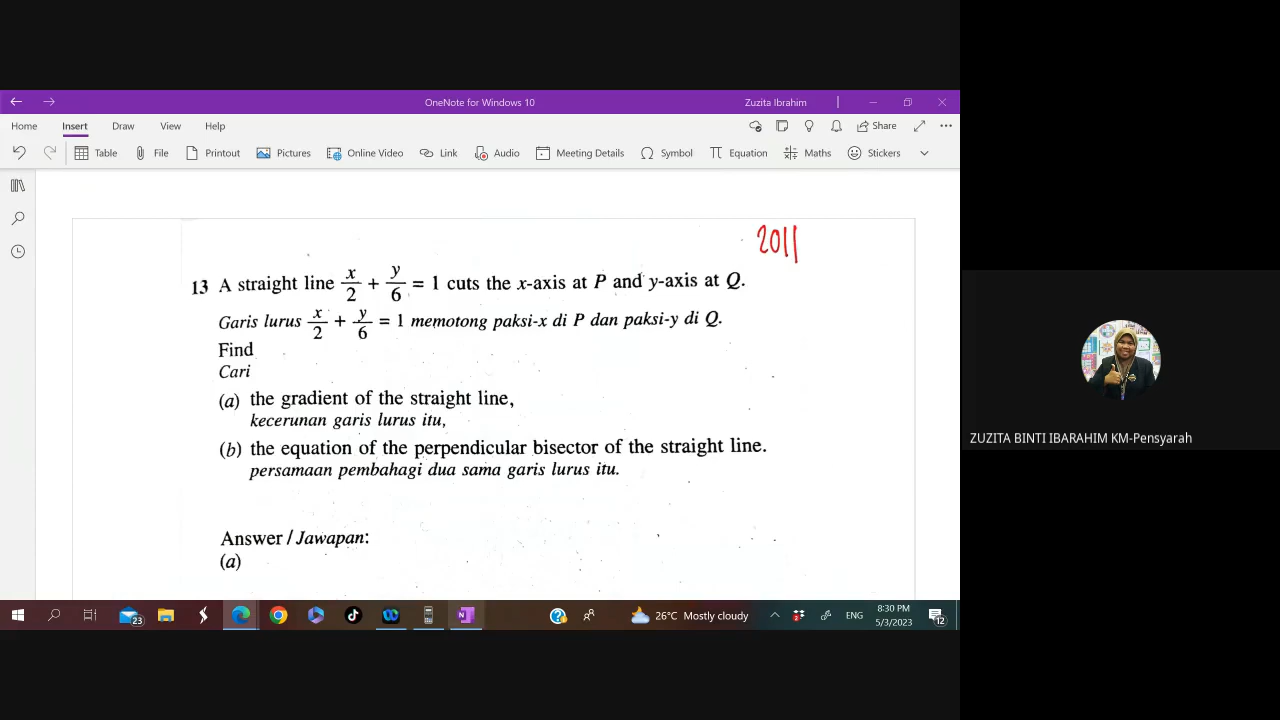 OneNote for Windows 10
Zuzita Ibrahim
Home Insert Draw View Help
Share
Table File Printout Pictures Online Video Link Audio Meeting Details Symbol Equation Maths Stickers
2011
13 A straight line x/2 + y/6 = 1 cuts the x-axis at P and y-axis at Q.
Garis lurus x/2 + y/6 = 1 memotong paksi-x di P dan paksi-y di Q.
Find
Cari
(a) the gradient of the straight line,
kecerunan garis lurus itu,
(b) the equation of the perpendicular bisector of the straight line.
persamaan pembahagi dua sama garis lurus itu.
Answer / Jawapan:
(a)
ZUZITA BINTI IBARAHIM KM-Pensyarah
23
26°C Mostly cloudy
ENG
8:30 PM
5/3/2023
12